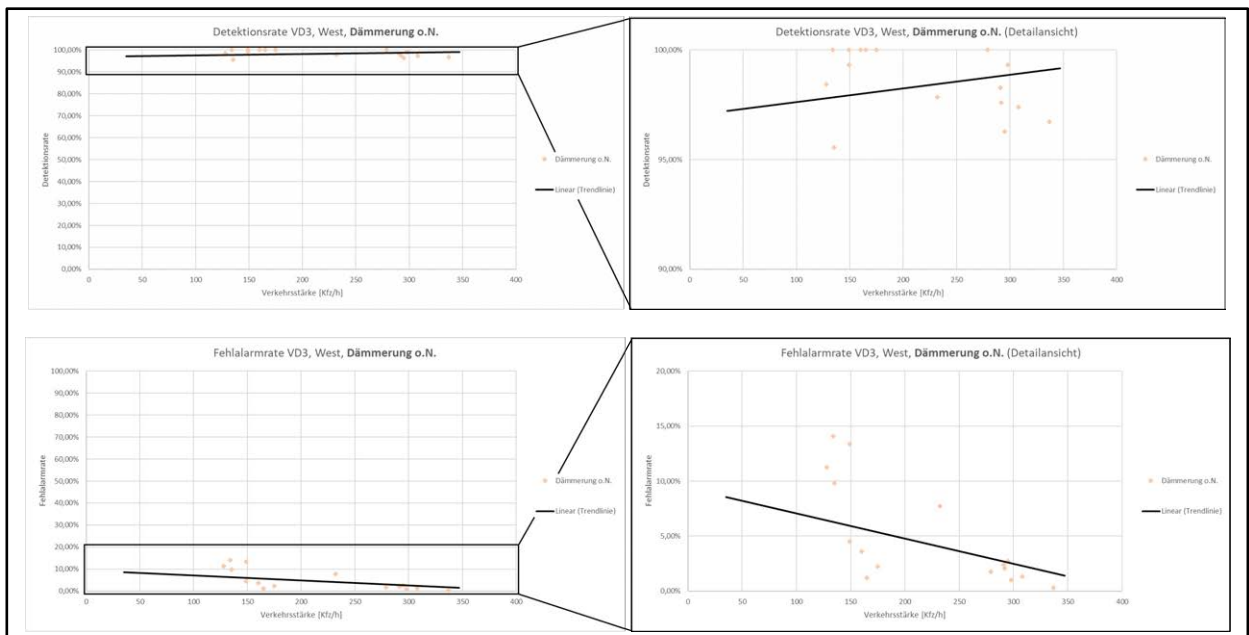 Detektionsrate VD3, West, Dämmerung o.N.
100,00%
90,00%
80,00%
70,00%
60,00%
50,00%
40,00%
30,00%
20,00%
10,00%
0,00%
Detektionsrate
0 50 100 150 200 250 300 350 400
Verkehrsstärke [Kfz/h]
Dämmerung o.N.
Linear (Trendlinie)
Detektionsrate VD3, West, Dämmerung o.N. (Detailansicht)
100,00%
95,00%
90,00%
Detektionsrate
0 50 100 150 200 250 300 350 400
Verkehrsstärke [Kfz/h]
Dämmerung o.N.
Linear (Trendlinie)
Fehlalarmrate VD3, West, Dämmerung o.N.
100,00%
90,00%
80,00%
70,00%
60,00%
50,00%
40,00%
30,00%
20,00%
10,00%
0,00%
Fehlalarmrate
0 50 100 150 200 250 300 350 400
Verkehrsstärke [Kfz/h]
Dämmerung o.N.
Linear (Trendlinie)
Fehlalarmrate VD3, West, Dämmerung o.N. (Detailansicht)
20,00%
15,00%
10,00%
5,00%
0,00%
Fehlalarmrate
0 50 100 150 200 250 300 350 400
Verkehrsstärke [Kfz/h]
Dämmerung o.N.
Linear (Trendlinie)